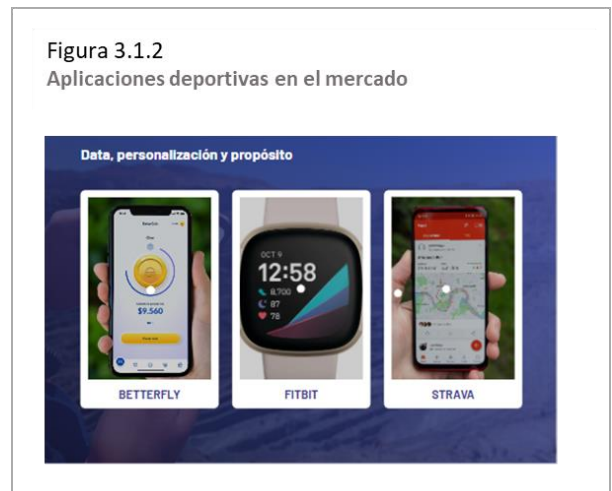 Figura 3.1.2
Aplicaciones deportivas en el mercado
Data, personalización y propósito
$9.560
OCT 9
12:58
8,700
87
78
BETTERFLY
FITBIT
STRAVA